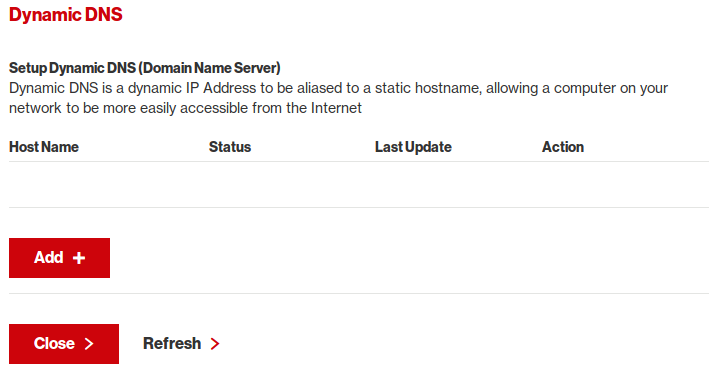 Dynamic DNS
Setup Dynamic DNS (Domain Name Server)
Dynamic DNS is a dynamic IP Address to be aliased to a static hostname, allowing a computer on your
network to be more easily accessible from the Internet
Host Name Status Last Update Action
Add +
Close >
Refresh >